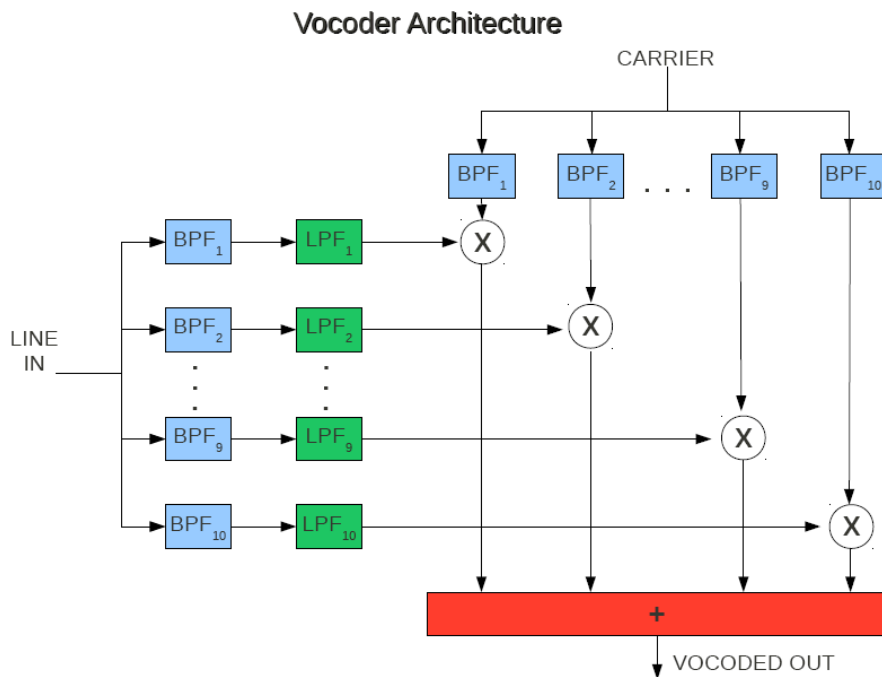 Vocoder Architecture
CARRIER
BPF1 BPF2 . . . BPF9 BPF10
BPF1 LPF1 X
BPF2 LPF2 X
LINE
IN
BPF9 LPF9 X
BPF10 LPF10 X
+
VOCODED OUT